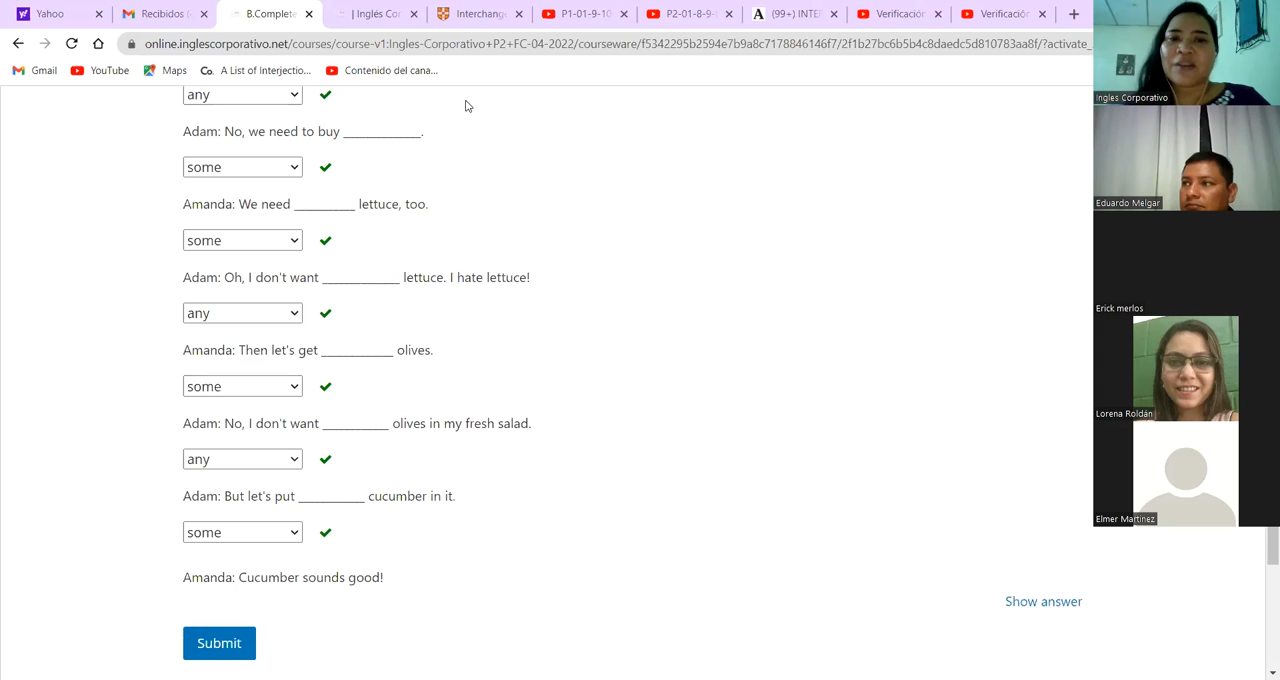 Yahoo
Recibidos (
B.Complete
| Inglés Cor
Interchang
P1-01-9-10
P2-01-8-9-
(99+) INTE
Verificación
Verificación
online.inglescorporativo.net/courses/course-v1:Ingles-Corporativo+P2+FC-04-2022/courseware/f5342295b2594e7b9a8c7178846146f7/2f1b27bc6b5b4c8daedc5d810783aa8f/?activate_
Gmail
YouTube
Maps
Co.
A List of Interjectio...
Contenido del cana...
any
Adam: No, we need to buy _____________.
some
Amanda: We need __________ lettuce, too.
some
Adam: Oh, I don't want _____________ lettuce. I hate lettuce!
any
Amanda: Then let's get ____________ olives.
some
Adam: No, I don't want ___________ olives in my fresh salad.
any
Adam: But let's put ___________ cucumber in it.
some
Amanda: Cucumber sounds good!
Show answer
Submit
Ingles Corporativo
Eduardo Melgar
Erick merlos
Lorena Roldán
Elmer Martinez